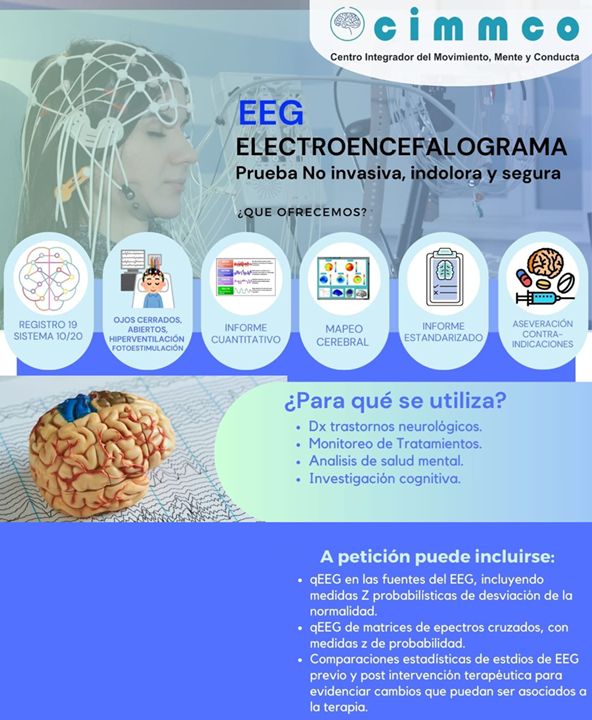 cimmco
Centro Integrador del Movimiento, Mente y Conducta
EEG
ELECTROENCEFALOGRAMA
Prueba No invasiva, indolora y segura
¿QUE OFRECEMOS?
REGISTRO 19
SISTEMA 10/20
OJOS CERRADOS,
ABIERTOS,
HIPERVENTILACIÓN
FOTOESTIMULACIÓN
INFORME
CUANTITATIVO
MAPEO
CEREBRAL
INFORME
ESTANDARIZADO
ASEVERACIÓN
CONTRA-
INDICACIONES
¿Para qué se utiliza?
• Dx trastornos neurológicos.
• Monitoreo de Tratamientos.
• Analisis de salud mental.
• Investigación cognitiva.
A petición puede incluirse:
• qEEG en las fuentes del EEG, incluyendo
medidas Z probabilísticas de desviación de la
normalidad.
• qEEG de matrices de epectros cruzados, con
medidas z de probabilidad.
• Comparaciones estadísticas de estdios de EEG
previo y post intervención terapéutica para
evidenciar cambios que puedan ser asociados a
la terapia.